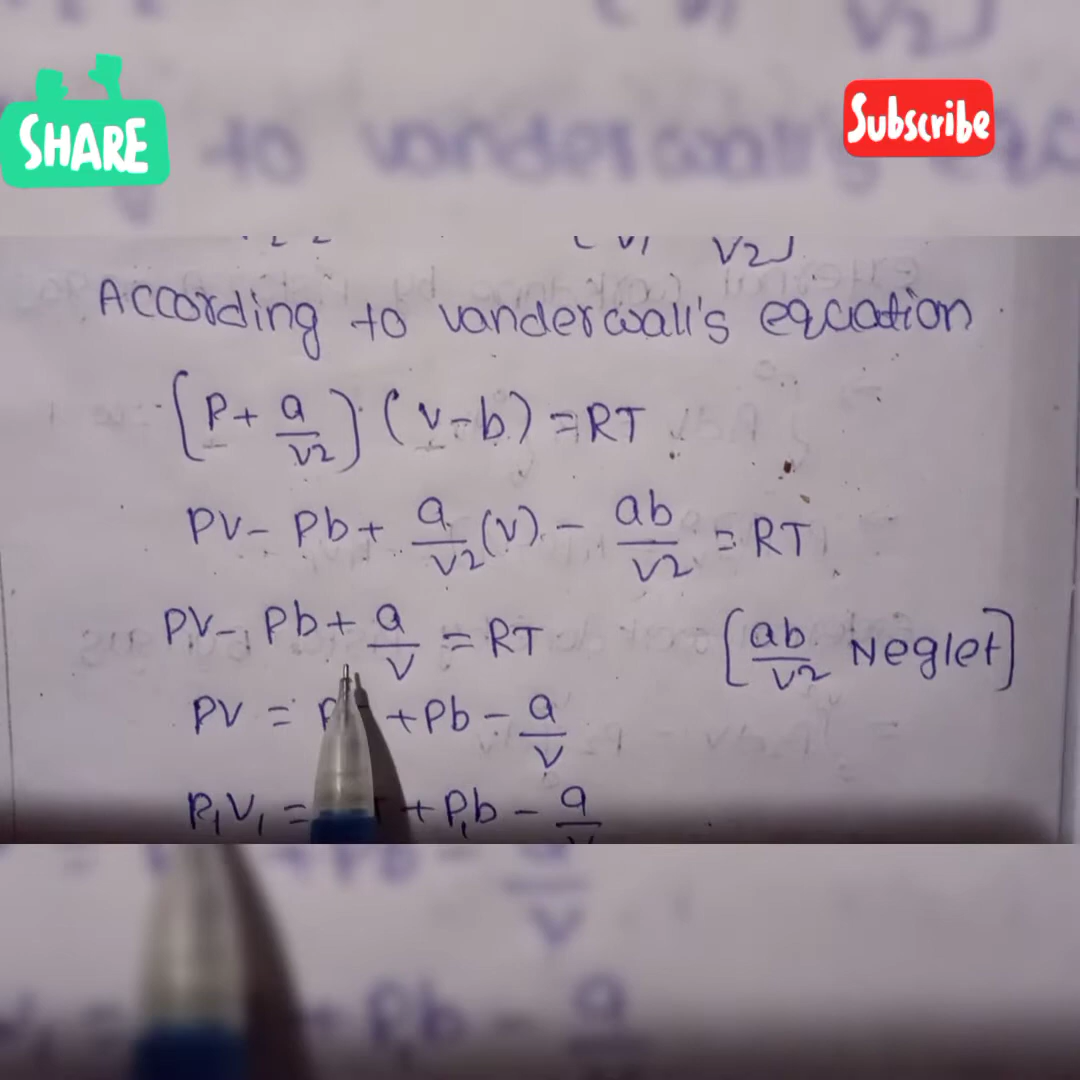 SHARE
Subscribe
V2]
According to vanderwall's equation
[P + a/v2] (v-b) = RT
PV - Pb + a/v2 (v) - ab/v2 = RT
PV - Pb + a/v = RT [ab/v2 Neglet]
PV = + Pb - a/v
P1V1 = + P1b - a/v